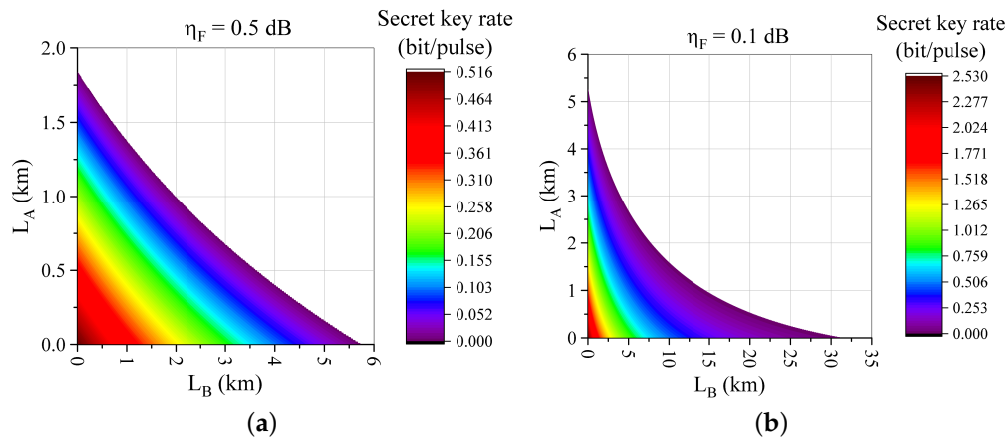 η_F = 0.5 dB
Secret key rate
(bit/pulse)
2.0
1.5
1.0
0.5
0.0
L_A (km)
0 1 2 3 4 5 6
L_B (km)
0.516
0.464
0.413
0.361
0.310
0.258
0.206
0.155
0.103
0.052
0.000
(a)
η_F = 0.1 dB
Secret key rate
(bit/pulse)
6
5
4
3
2
1
0
L_A (km)
0 5 10 15 20 25 30 35
L_B (km)
2.530
2.277
2.024
1.771
1.518
1.265
1.012
0.759
0.506
0.253
0.000
(b)